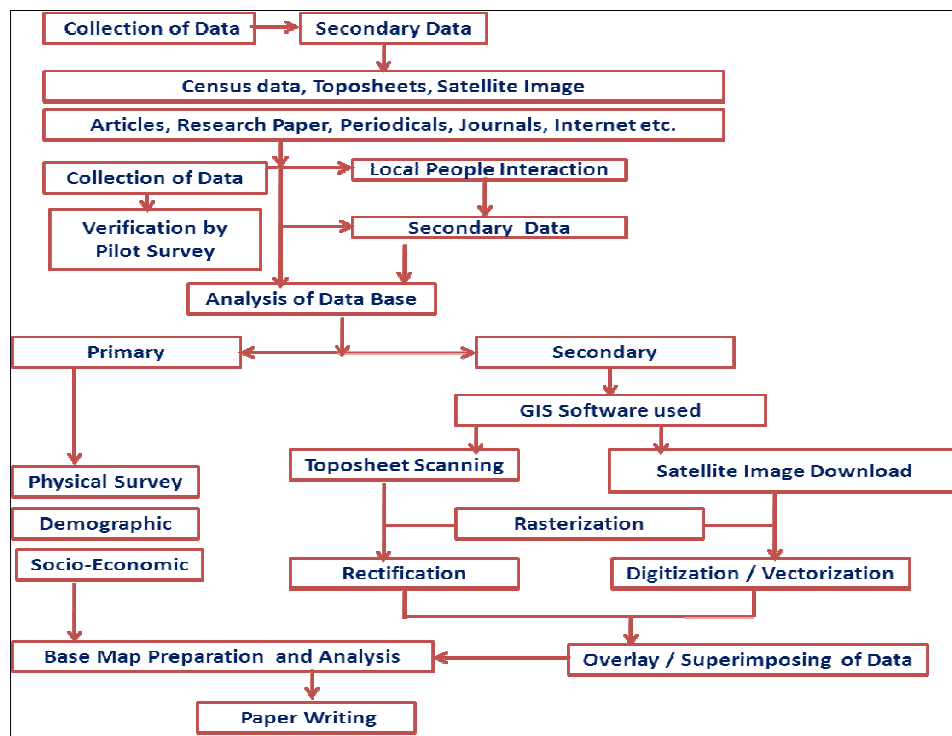 Collection of Data
Secondary Data
Census data, Toposheets, Satellite Image
Articles, Research Paper, Periodicals, Journals, Internet etc.
Collection of Data
Local People Interaction
Verification by
Pilot Survey
Secondary Data
Analysis of Data Base
Primary
Secondary
GIS Software used
Toposheet Scanning
Satellite Image Download
Physical Survey
Demographic
Rasterization
Socio-Economic
Rectification
Digitization / Vectorization
Base Map Preparation and Analysis
Overlay / Superimposing of Data
Paper Writing